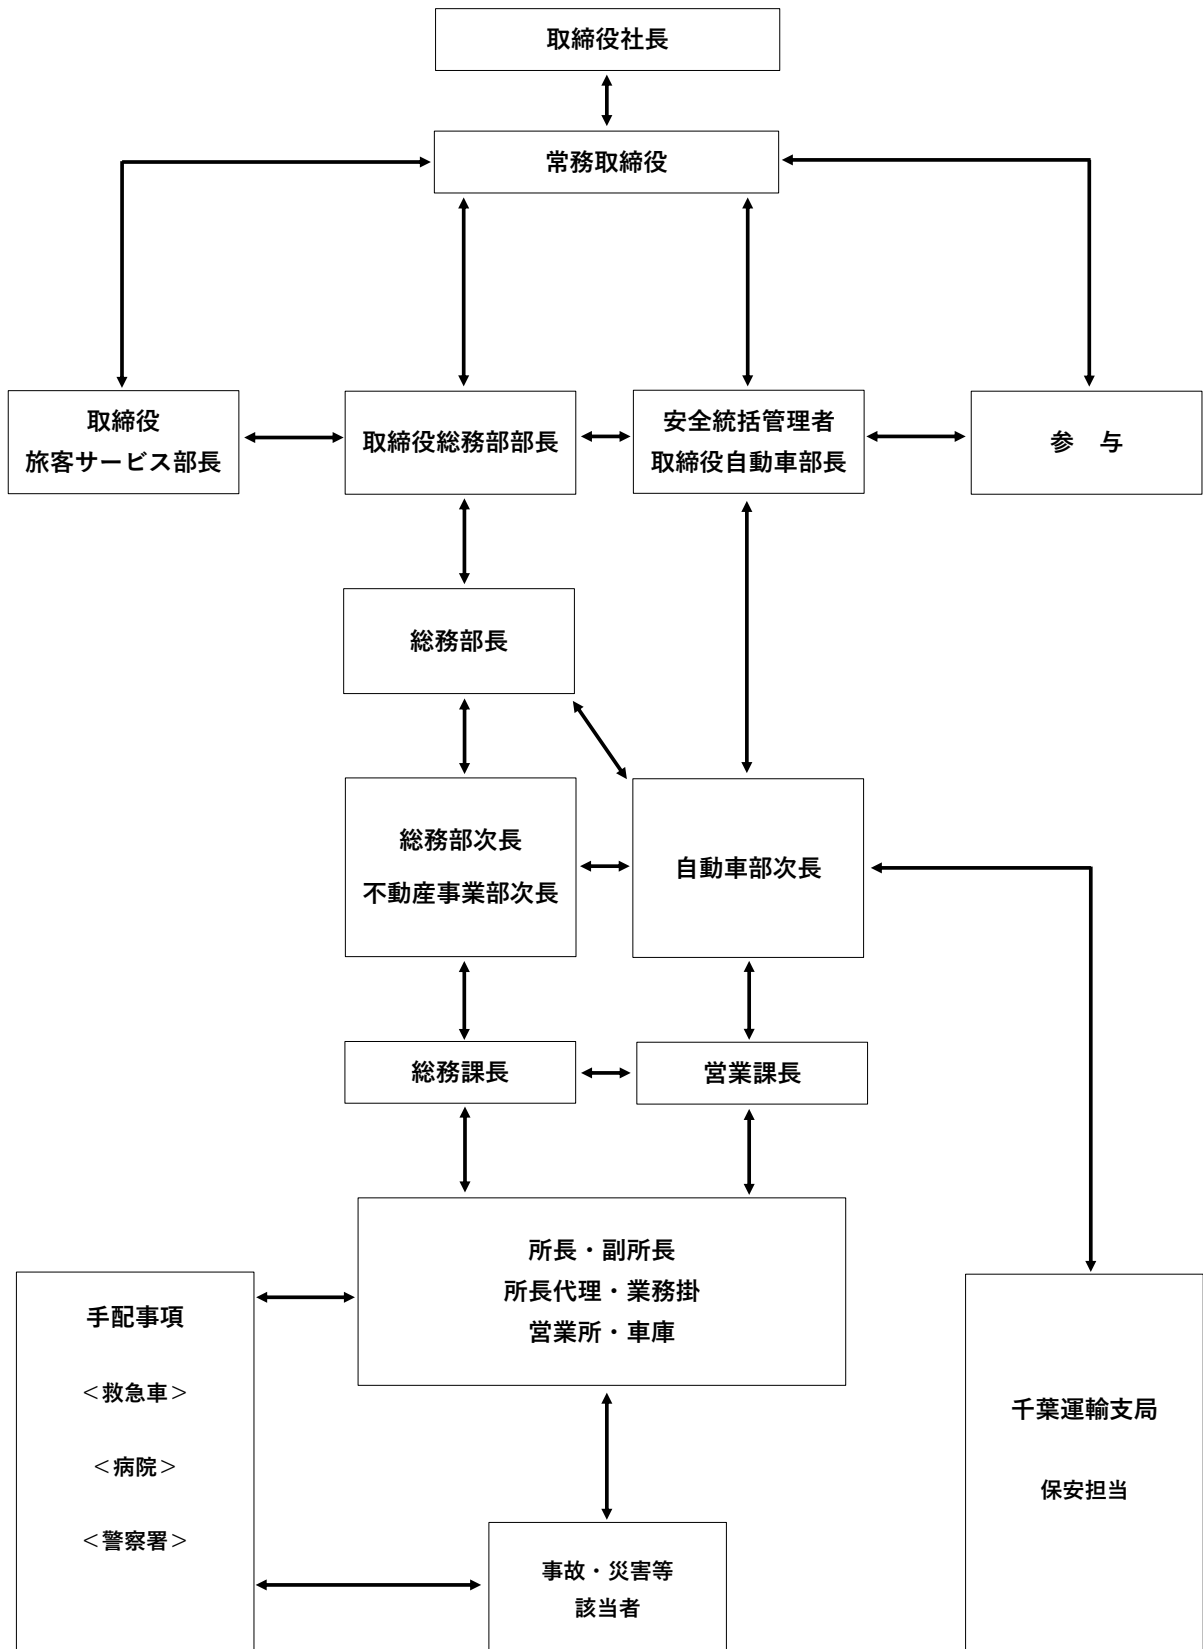 取締役社長
常務取締役
取締役
旅客サービス部長
取締役総務部部長
安全統括管理者
取締役自動車部長
参　与
総務部長
総務部次長
不動産事業部次長
自動車部次長
総務課長
営業課長
所長・副所長
所長代理・業務掛
営業所・車庫
手配事項
＜救急車＞
＜病院＞
＜警察署＞
千葉運輸支局
保安担当
事故・災害等
該当者